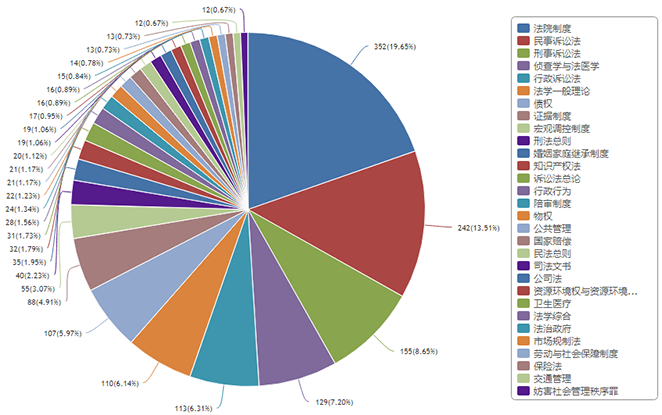 12(0.67%)
12(0.67%)
13(0.73%)
13(0.73%)
14(0.78%)
15(0.84%)
16(0.89%)
16(0.89%)
17(0.95%)
19(1.06%)
19(1.06%)
20(1.12%)
21(1.17%)
21(1.17%)
22(1.23%)
24(1.34%)
28(1.56%)
31(1.73%)
32(1.79%)
35(1.95%)
40(2.23%)
55(3.07%)
88(4.91%)
107(5.97%)
110(6.14%)
113(6.31%)
129(7.20%)
155(8.65%)
242(13.51%)
352(19.65%)
法院制度
民事诉讼法
刑事诉讼法
侦查学与法医学
行政诉讼法
法学一般理论
债权
证据制度
宏观调控制度
刑法总则
婚姻家庭继承制度
知识产权法
诉讼法总论
行政行为
陪审制度
物权
公共管理
国家赔偿
民法总则
司法文书
公司法
资源环境权与资源环境...
卫生医疗
法学综合
法治政府
市场规制法
劳动与社会保障制度
保险法
交通管理
妨害社会管理秩序罪